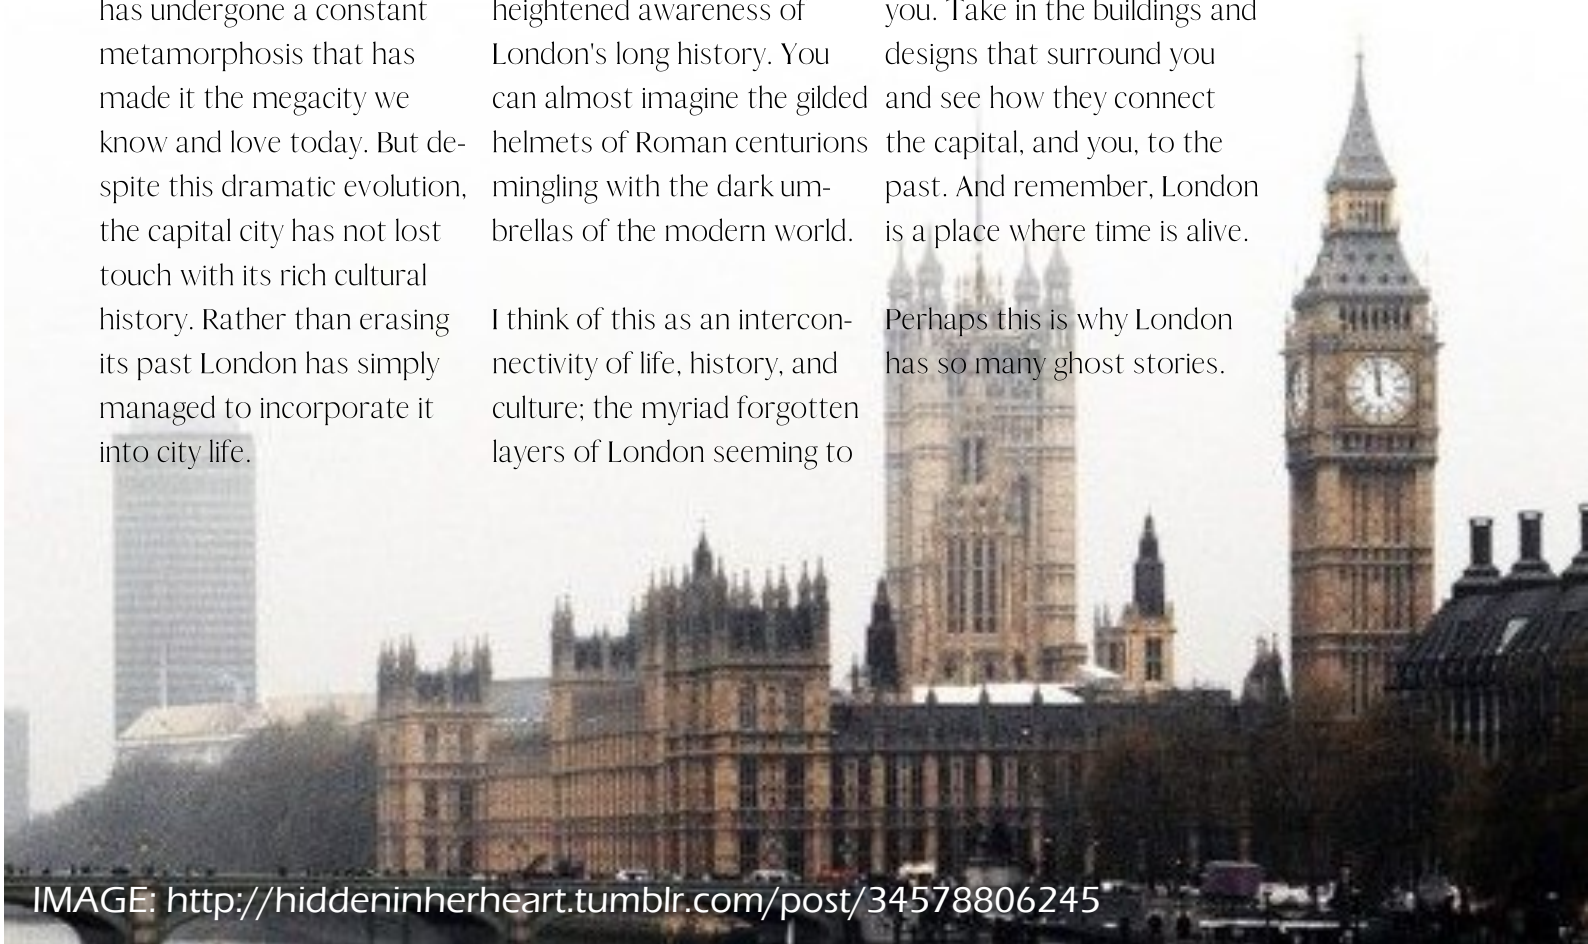 has undergone a constant
metamorphosis that has
made it the megacity we
know and love today. But de-
spite this dramatic evolution,
the capital city has not lost
touch with its rich cultural
history. Rather than erasing
its past London has simply
managed to incorporate it
into city life.
heightened awareness of
London's long history. You
can almost imagine the gilded
helmets of Roman centurions
mingling with the dark um-
brellas of the modern world.
I think of this as an intercon-
nectivity of life, history, and
culture; the myriad forgotten
layers of London seeming to
you. Take in the buildings and
designs that surround you
and see how they connect
the capital, and you, to the
past. And remember, London
is a place where time is alive.
Perhaps this is why London
has so many ghost stories.
IMAGE: http://hiddeninherheart.tumblr.com/post/34578806245